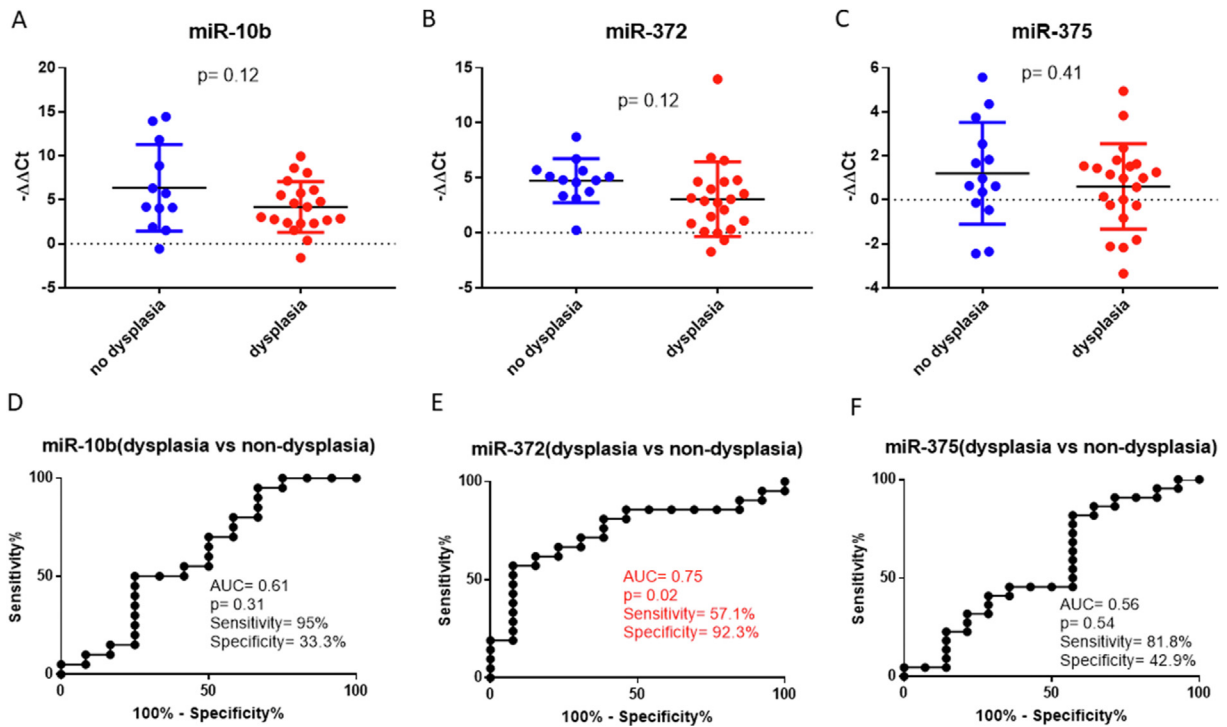 A
miR-10b
p= 0.12
20
15
10
5
0
-5
-ΔΔCt
no dysplasia
dysplasia
B
miR-372
p= 0.12
15
10
5
0
-5
-ΔΔCt
no dysplasia
dysplasia
C
miR-375
p= 0.41
6
4
2
0
-2
-4
-ΔΔCt
no dysplasia
dysplasia
D
miR-10b(dysplasia vs non-dysplasia)
100
50
0
Sensitivity%
AUC= 0.61
p= 0.31
Sensitivity= 95%
Specificity= 33.3%
0
50
100
100% - Specificity%
E
miR-372(dysplasia vs non-dysplasia)
100
50
0
Sensitivity%
AUC= 0.75
p= 0.02
Sensitivity= 57.1%
Specificity= 92.3%
0
50
100
100% - Specificity%
F
miR-375(dysplasia vs non-dysplasia)
100
50
0
Sensitivity%
AUC= 0.56
p= 0.54
Sensitivity= 81.8%
Specificity= 42.9%
0
50
100
100% - Specificity%